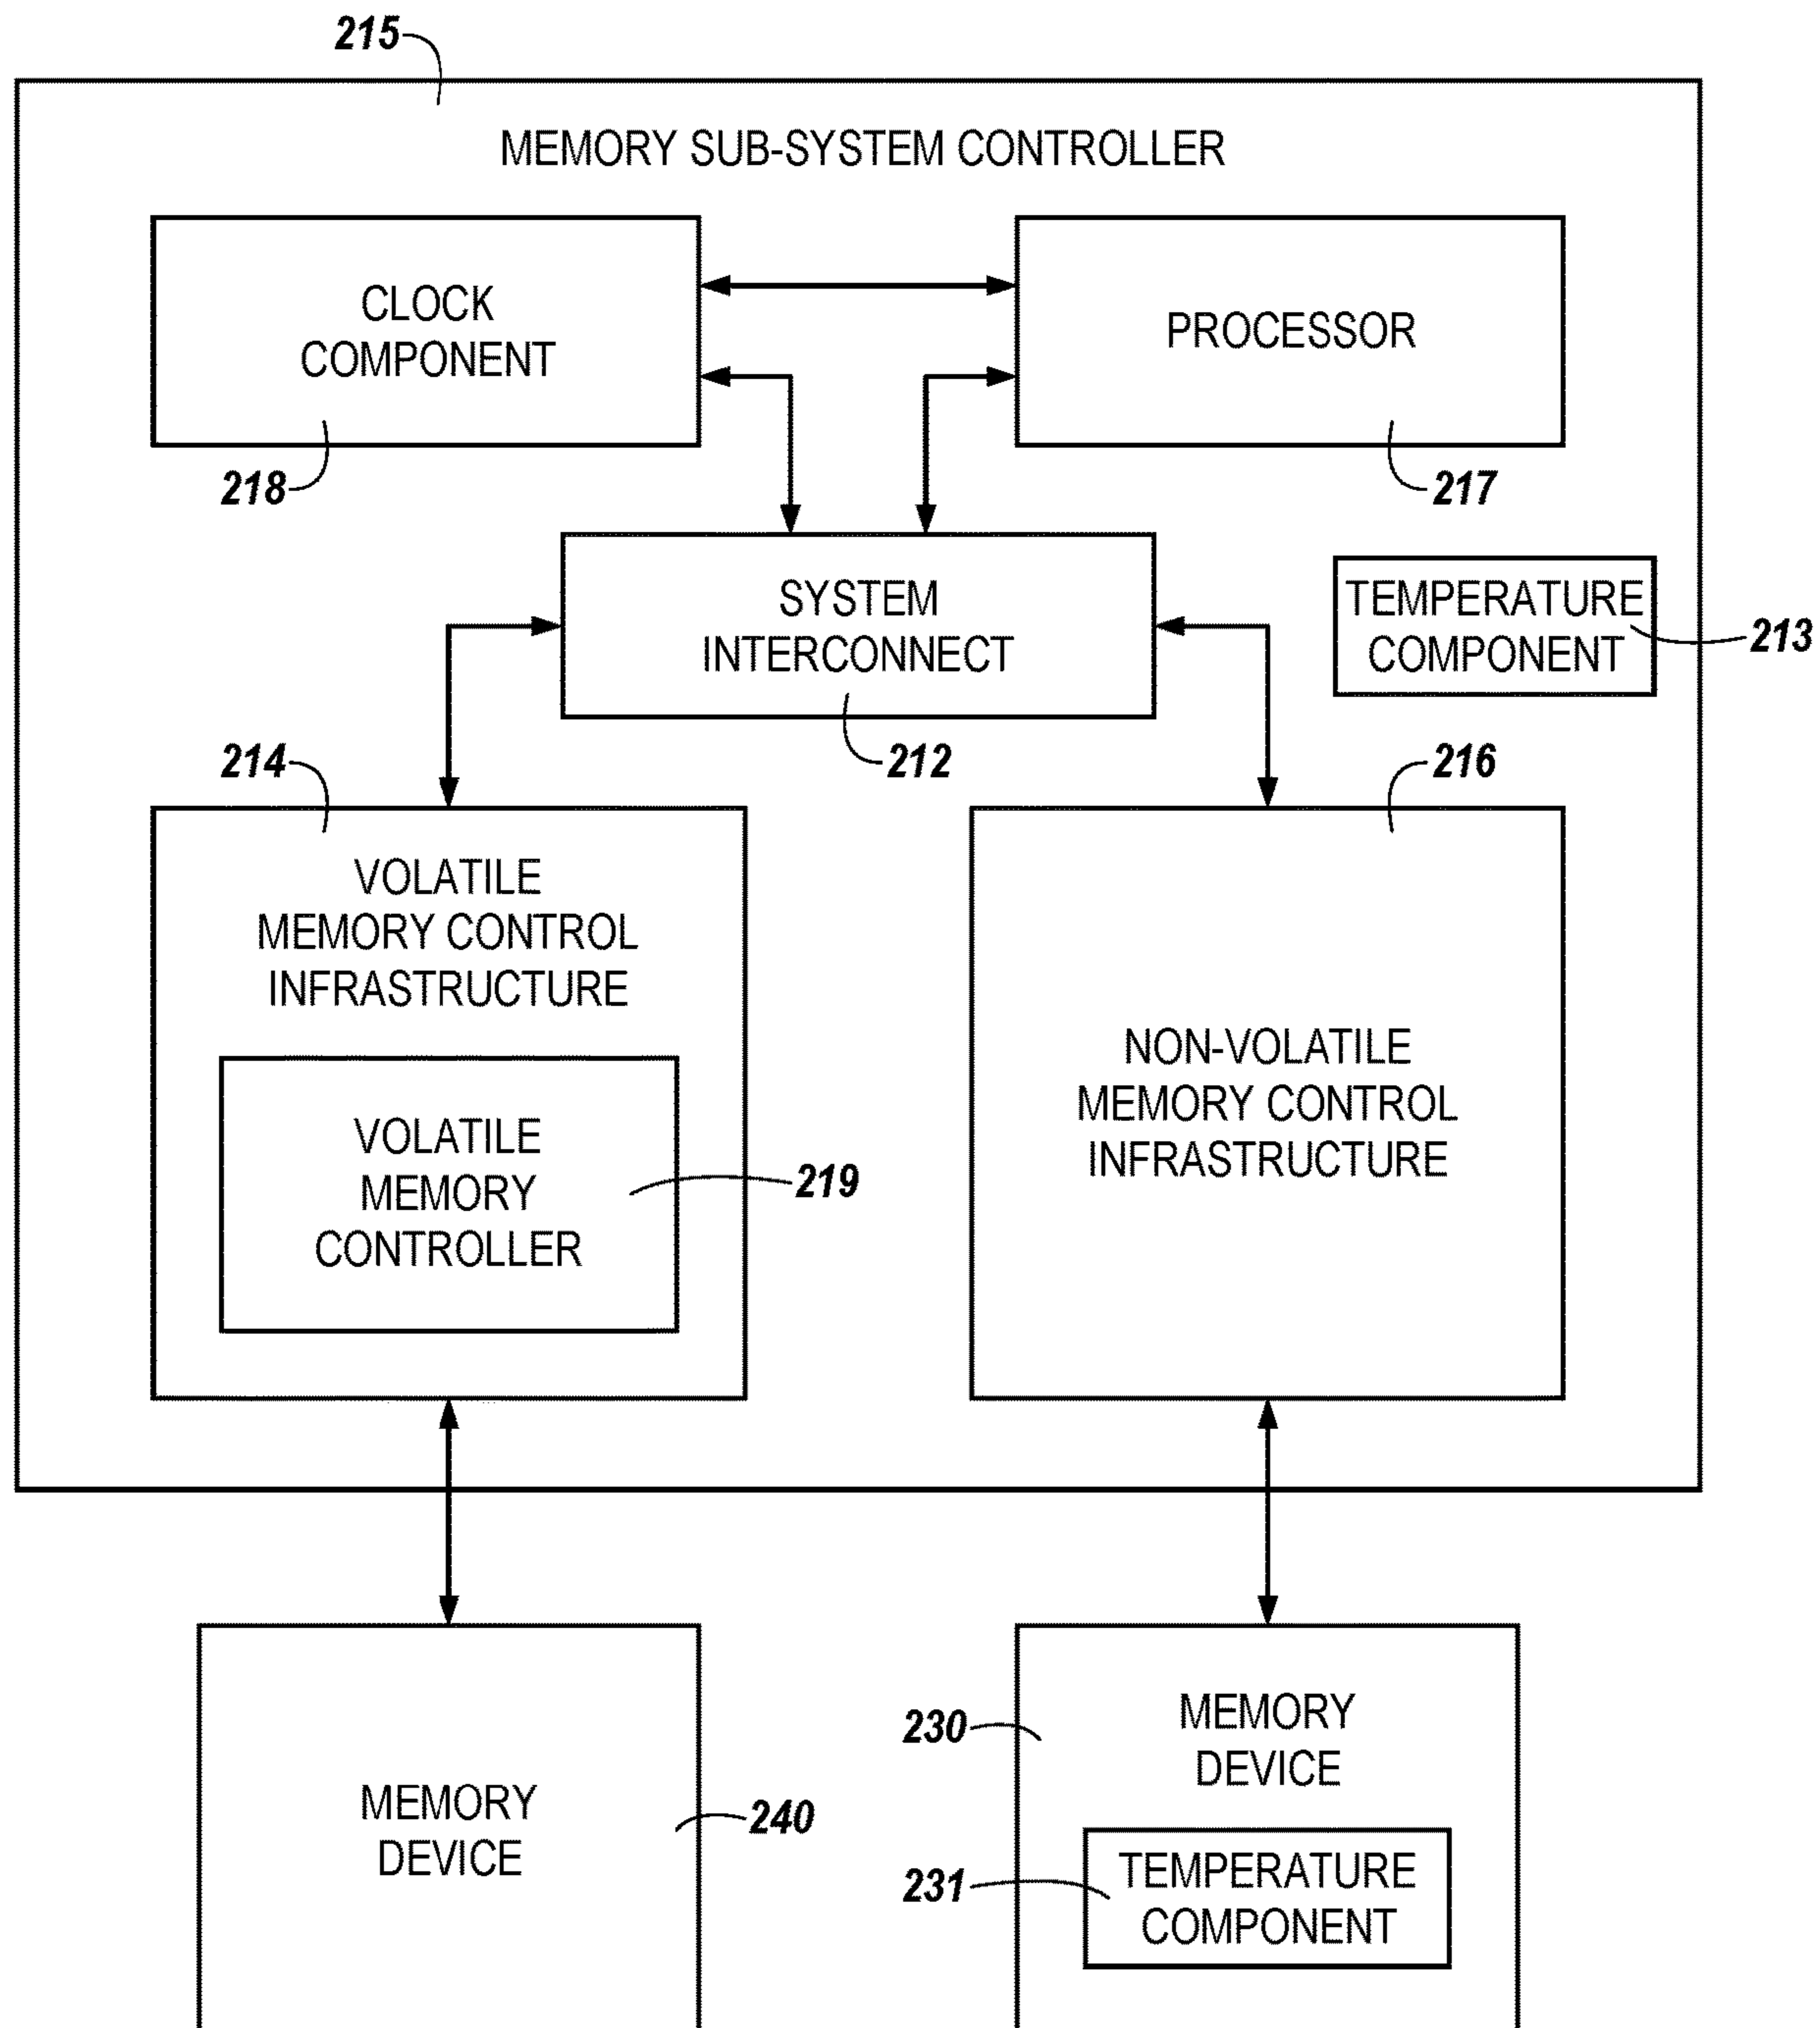 215
MEMORY SUB-SYSTEM CONTROLLER
CLOCK
COMPONENT
218
PROCESSOR
217
SYSTEM
INTERCONNECT
212
TEMPERATURE
COMPONENT
213
214
VOLATILE
MEMORY CONTROL
INFRASTRUCTURE
VOLATILE
MEMORY
CONTROLLER
219
216
NON-VOLATILE
MEMORY CONTROL
INFRASTRUCTURE
MEMORY
DEVICE
240
230
MEMORY
DEVICE
231
TEMPERATURE
COMPONENT